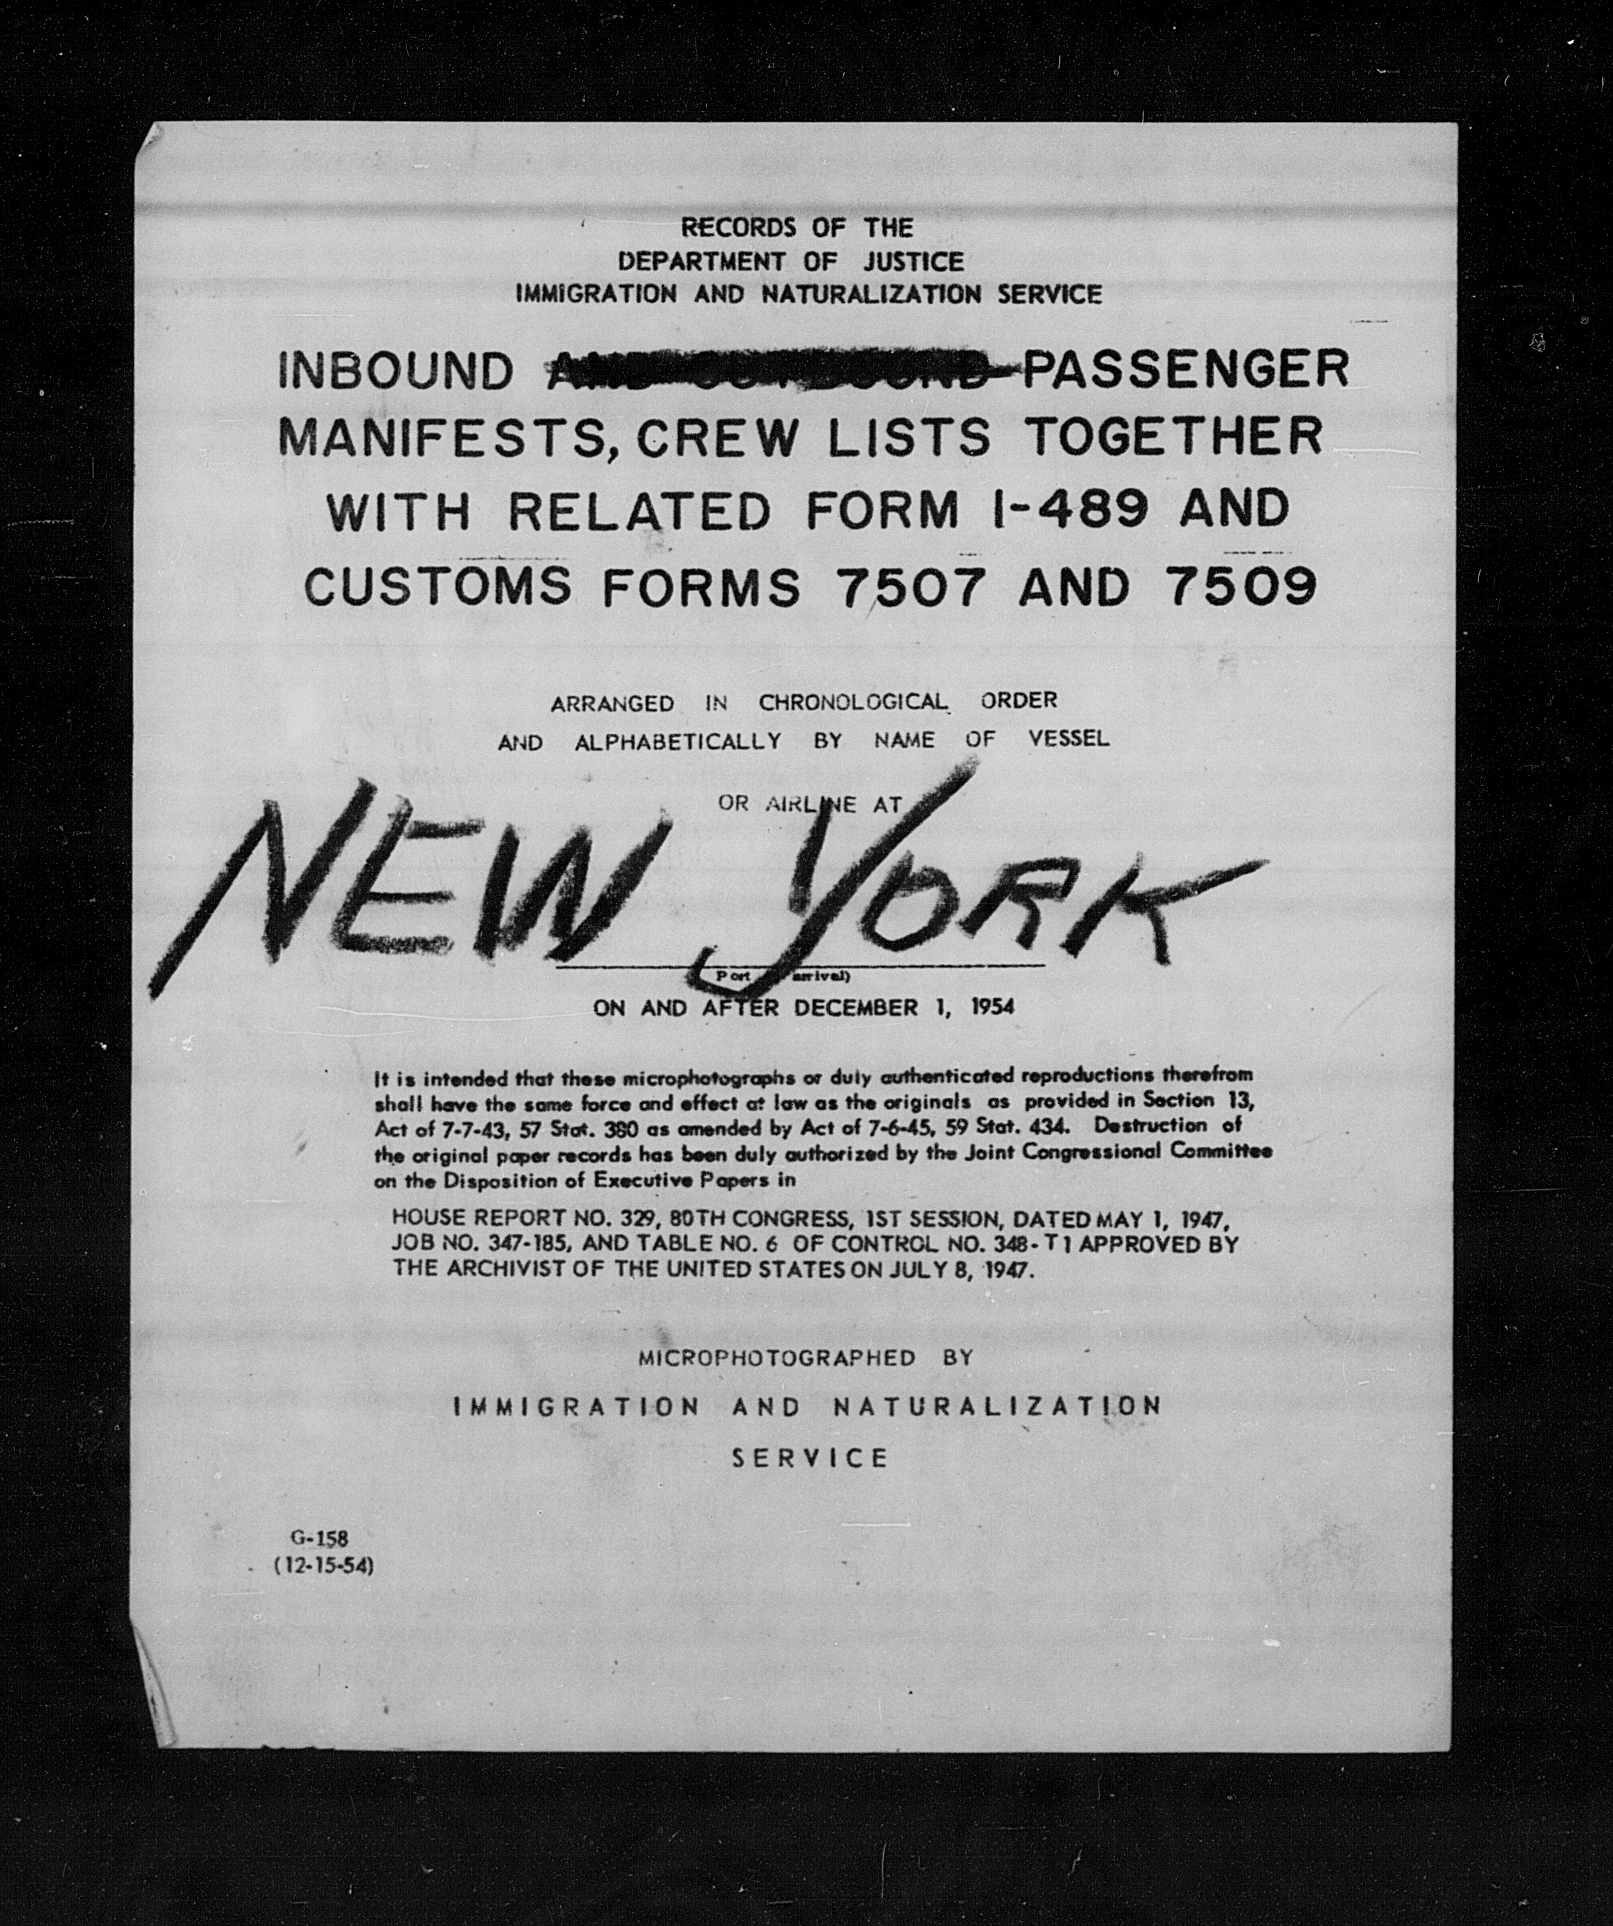 RECORDS OF THE
DEPARTMENT OF JUSTICE
IMMIGRATION AND NATURALIZATION SERVICE
INBOUND AND OUTBOUND PASSENGER
MANIFESTS, CREW LISTS TOGETHER
WITH RELATED FORM I-489 AND
CUSTOMS FORMS 7507 AND 7509
ARRANGED IN CHRONOLOGICAL ORDER
AND ALPHABETICALLY BY NAME OF VESSEL
OR AIRLINE AT
NEW YORK
Port arrival)
ON AND AFTER DECEMBER 1, 1954
It is intended that these microphotographs or duly authenticated reproductions therefrom
shall have the same force and effect at law as the originals as provided in Section 13,
Act of 7-7-43, 57 Stat. 380 as amended by Act of 7-6-45, 59 Stat. 434. Destruction of
the original paper records has been duly authorized by the Joint Congressional Committee
on the Disposition of Executive Papers in
HOUSE REPORT NO. 329, 80TH CONGRESS, 1ST SESSION, DATED MAY 1, 1947,
JOB NO. 347-185, AND TABLE NO. 6 OF CONTROL NO. 348-T1 APPROVED BY
THE ARCHIVIST OF THE UNITED STATES ON JULY 8, 1947.
MICROPHOTOGRAPHED BY
IMMIGRATION AND NATURALIZATION
SERVICE
G-158
(12-15-54)